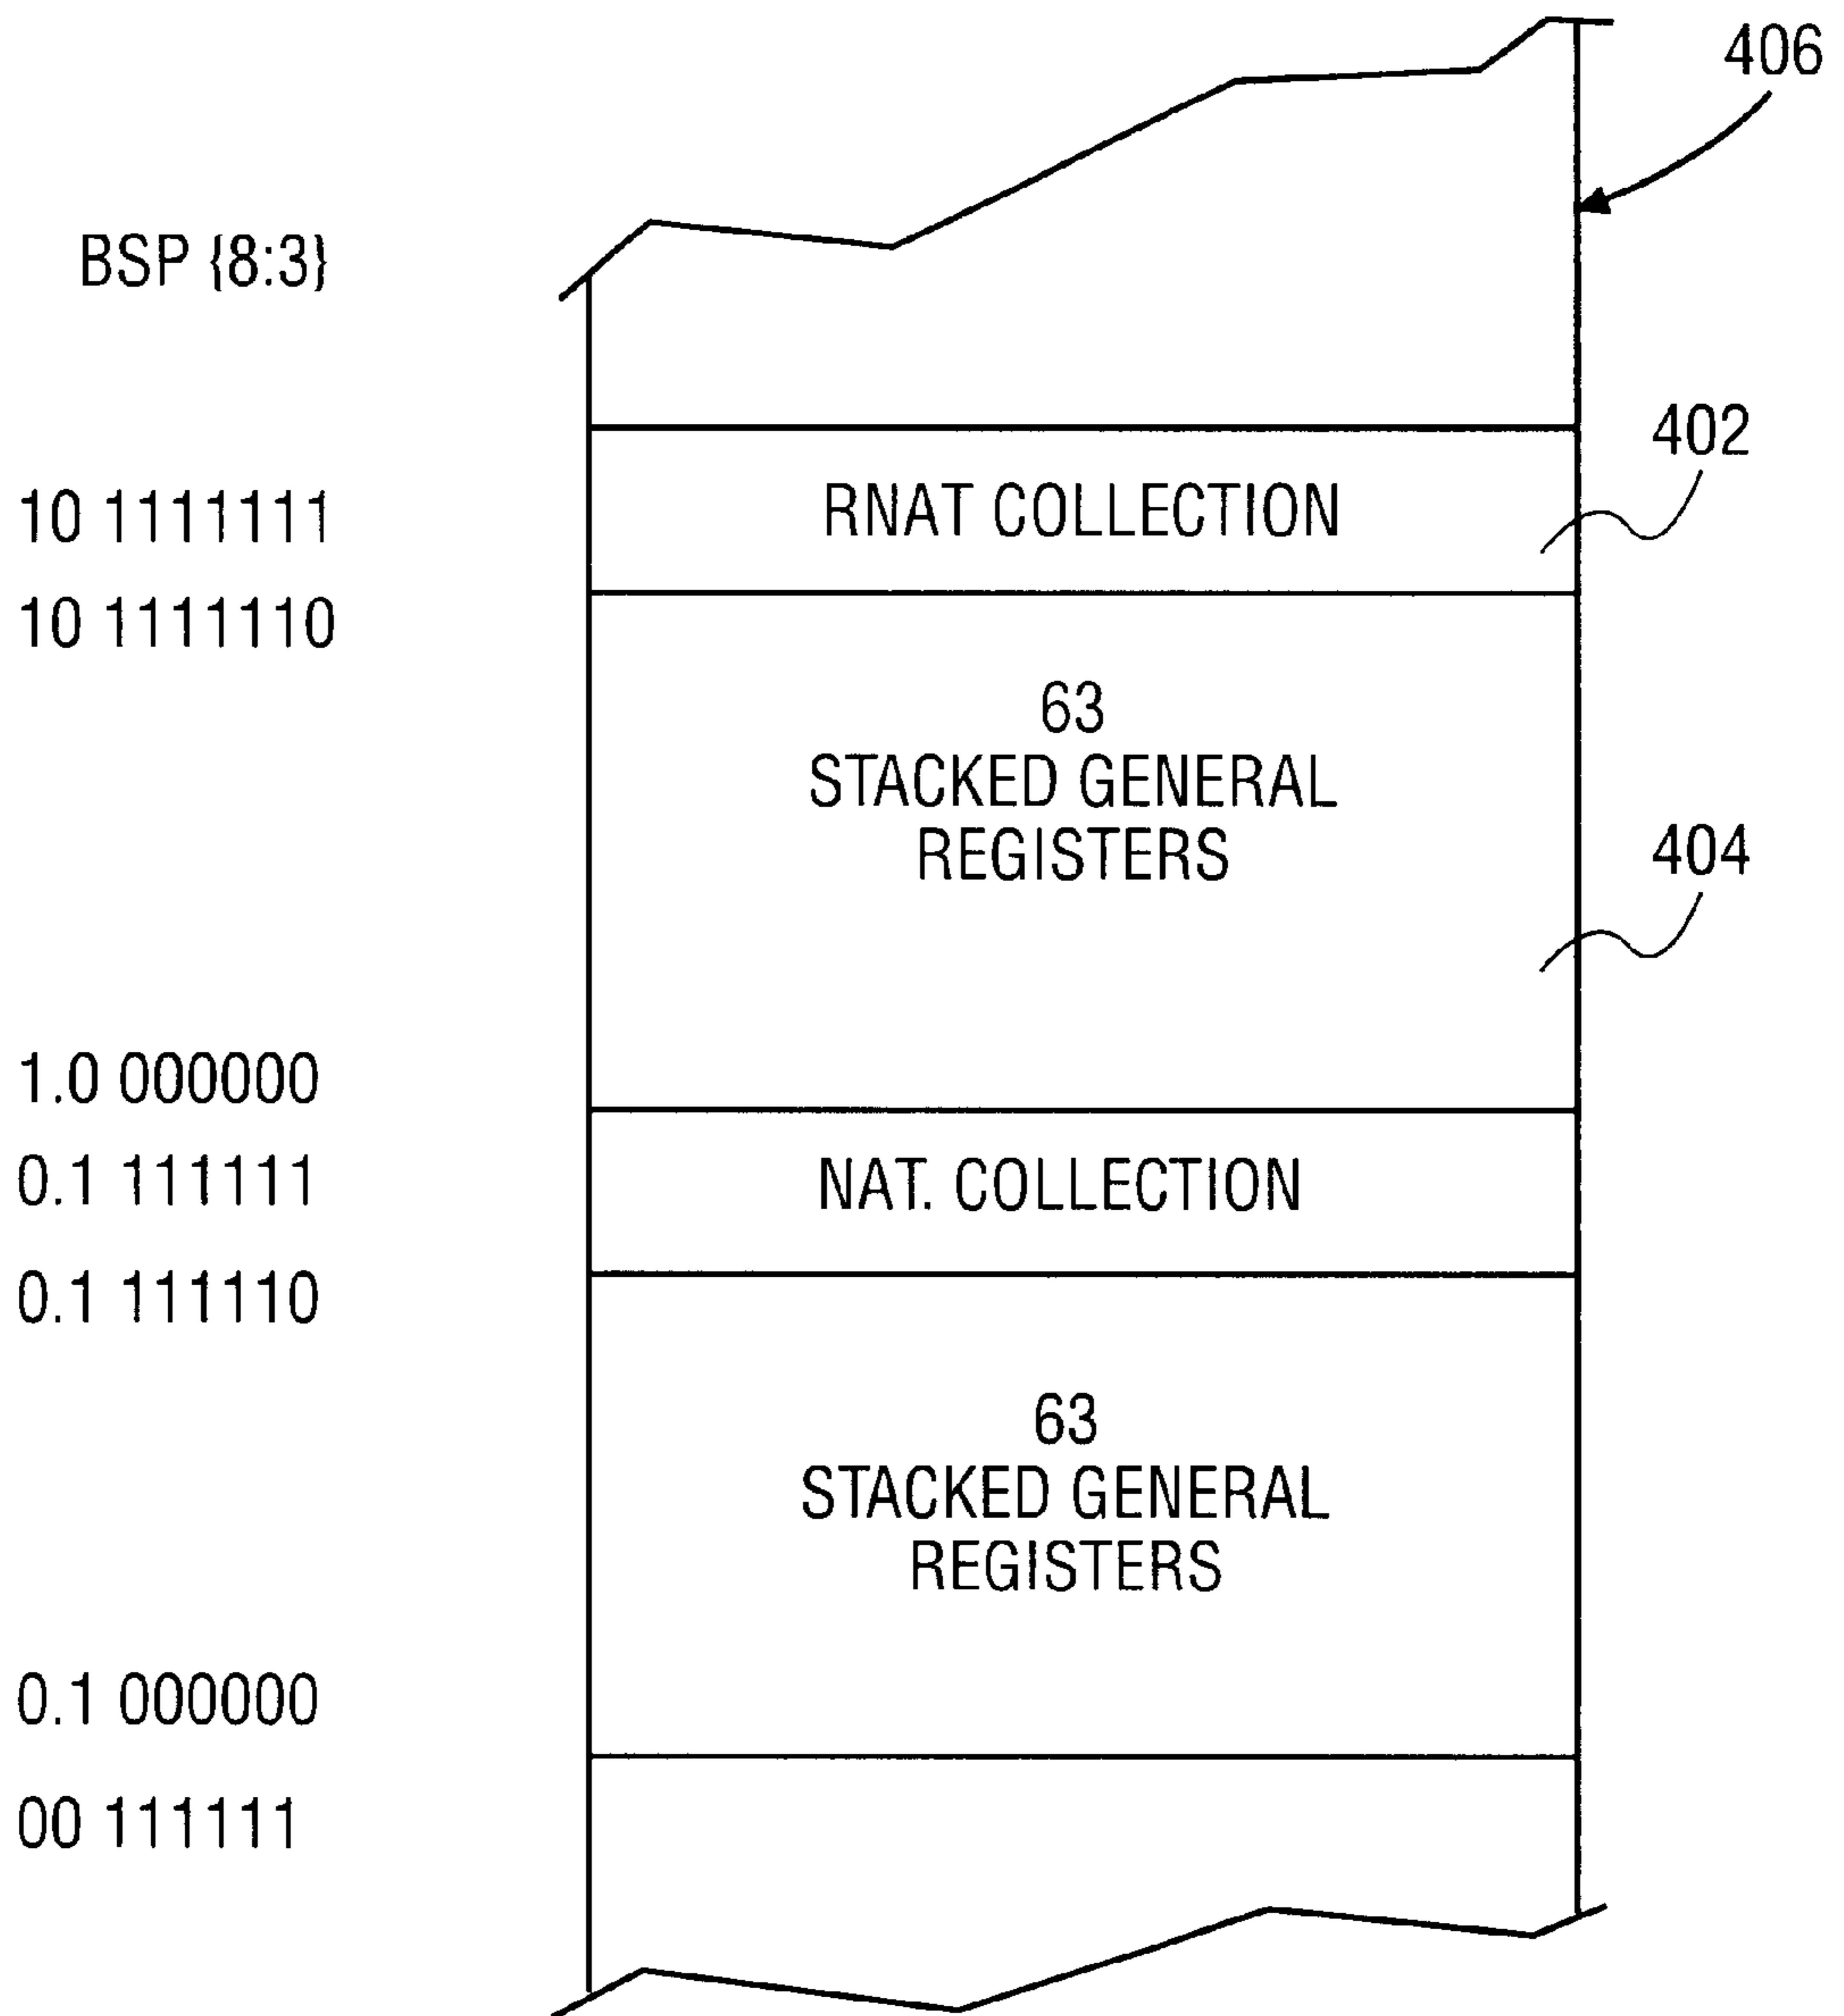 406
BSP {8:3}
402
10 1111111
RNAT COLLECTION
10 1111110
63
STACKED GENERAL
REGISTERS
404
1.0 000000
0.1 111111
NAT. COLLECTION
0.1 111110
63
STACKED GENERAL
REGISTERS
0.1 000000
00 111111